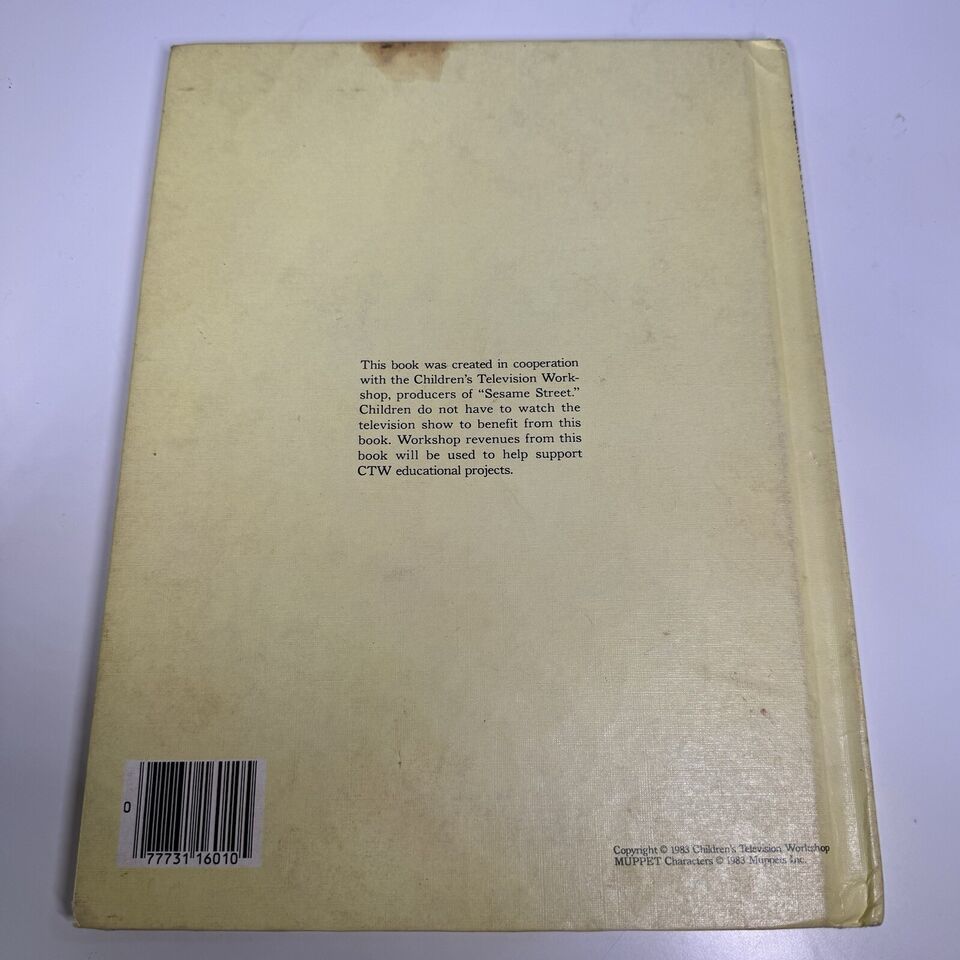 This book was created in cooperation
with the Children's Television Work-
shop, producers of “Sesame Street.”
Children do not have to watch the
television show to benefit from this
book. Workshop revenues from this
book will be used to help support
CTW educational projects.
0 77731 16010
Copyright © 1983 Children's Television Workshop
MUPPET Characters © 1983 Muppets Inc.